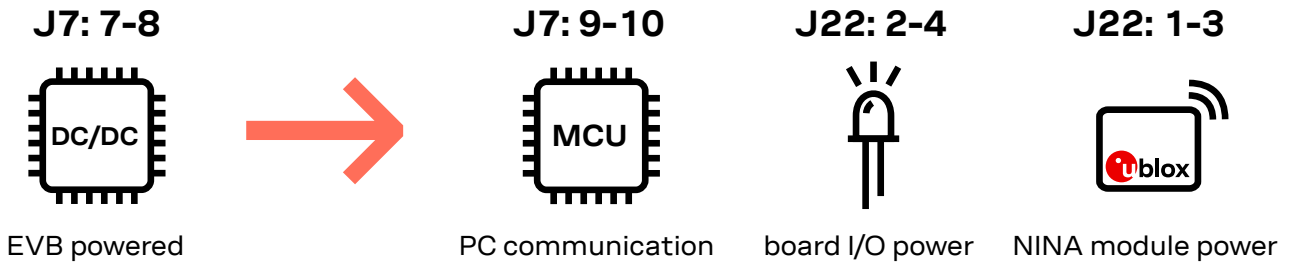 J7: 7-8 J7: 9-10 J22: 2-4 J22: 1-3
DC/DC MCU ublox
EVB powered PC communication board I/O power NINA module power